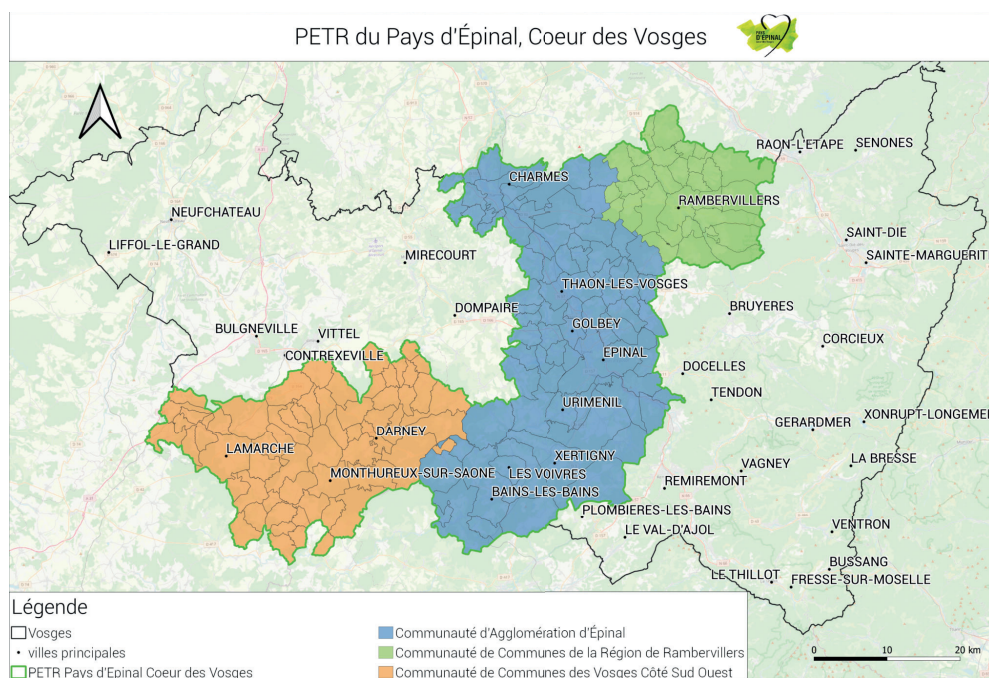 PETR du Pays d'Épinal, Coeur des Vosges
PAYS
D'ÉPINAL
RAON-L'ETAPE
SENONES
CHARMES
RAMBERVILLERS
NEUFCHATEAU
SAINT-DIE
LIFFOL-LE-GRAND
MIRECOURT
SAINTE-MARGUERIT
THAON-LES-VOSGES
DOMPAIRE
BRUYERES
BULGNEVILLE
VITTEL
GOLBEY
CORCIEUX
CONTREXEVILLE
EPINAL
DOCELLES
TENDON
URIMENIL
GERARDMER
XONRUPT-LONGEMER
DARNEY
LAMARCHE
XERTIGNY
LA BRESSE
MONTHUREUX-SUR-SAONE
LES VOIVRES
VAGNEY
BAINS-LES-BAINS
REMIREMONT
PLOMBIERES-LES-BAINS
VENTRON
LE VAL-D'AJOL
BUSSANG
LE THILLOT
FRESSE-SUR-MOSELLE
Légende
Vosges
villes principales
PETR Pays d'Epinal Coeur des Vosges
Communauté d'Agglomération d'Épinal
Communauté de Communes de la Région de Rambervillers
Communauté de Communes des Vosges Côté Sud Ouest
0 10 20 km